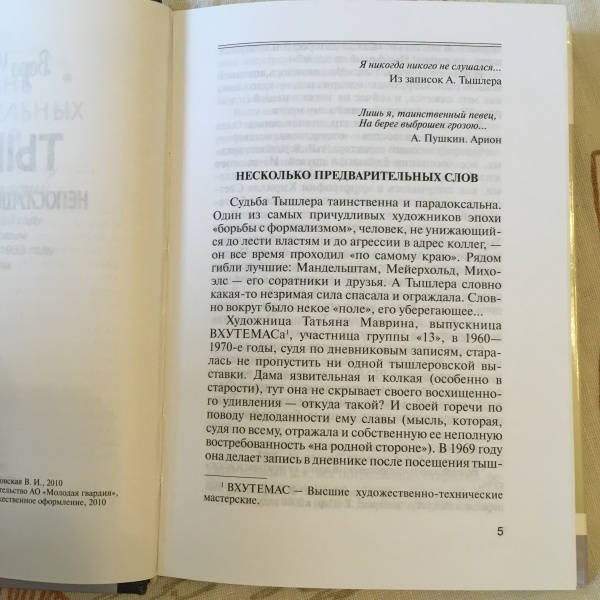 овская В. И., 2010
тельство АО «Молодая гвардия»,
жественное оформление, 2010
Я никогда никого не слушался...
Из записок А. Тышлера
Лишь я, таинственный певец,
На берег выброшен грозою...
А. Пушкин. Арион
НЕСКОЛЬКО ПРЕДВАРИТЕЛЬНЫХ СЛОВ
Судьба Тышлера таинственна и парадоксальна.
Один из самых причудливых художников эпохи
«борьбы с формализмом», человек, не унижающий-
ся до лести властям и до агрессии в адрес коллег, —
он все время проходил «по самому краю». Рядом
гибли лучшие: Мандельштам, Мейерхольд, Михо-
элс — его соратники и друзья. А Тышлера словно
какая-то незримая сила спасала и ограждала. Слов-
но вокруг было некое «поле», его уберегающее...
Художница Татьяна Маврина, выпускница
ВХУТЕМАСа¹, участница группы «13», в 1960—
1970-е годы, судя по дневниковым записям, стара-
лась не пропустить ни одной тышлеровской вы-
ставки. Дама язвительная и колкая (особенно в
старости), тут она не скрывает своего восхищенно-
го удивления — откуда такой? И своей горечи по
поводу недоданности ему славы (мысль, которая,
судя по всему, отражала и собственную ее неполную
востребованность «на родной стороне»). В 1969 году
она делает запись в дневнике после посещения тыш-
¹ ВХУТЕМАС — Высшие художественно-технические
мастерские.
5